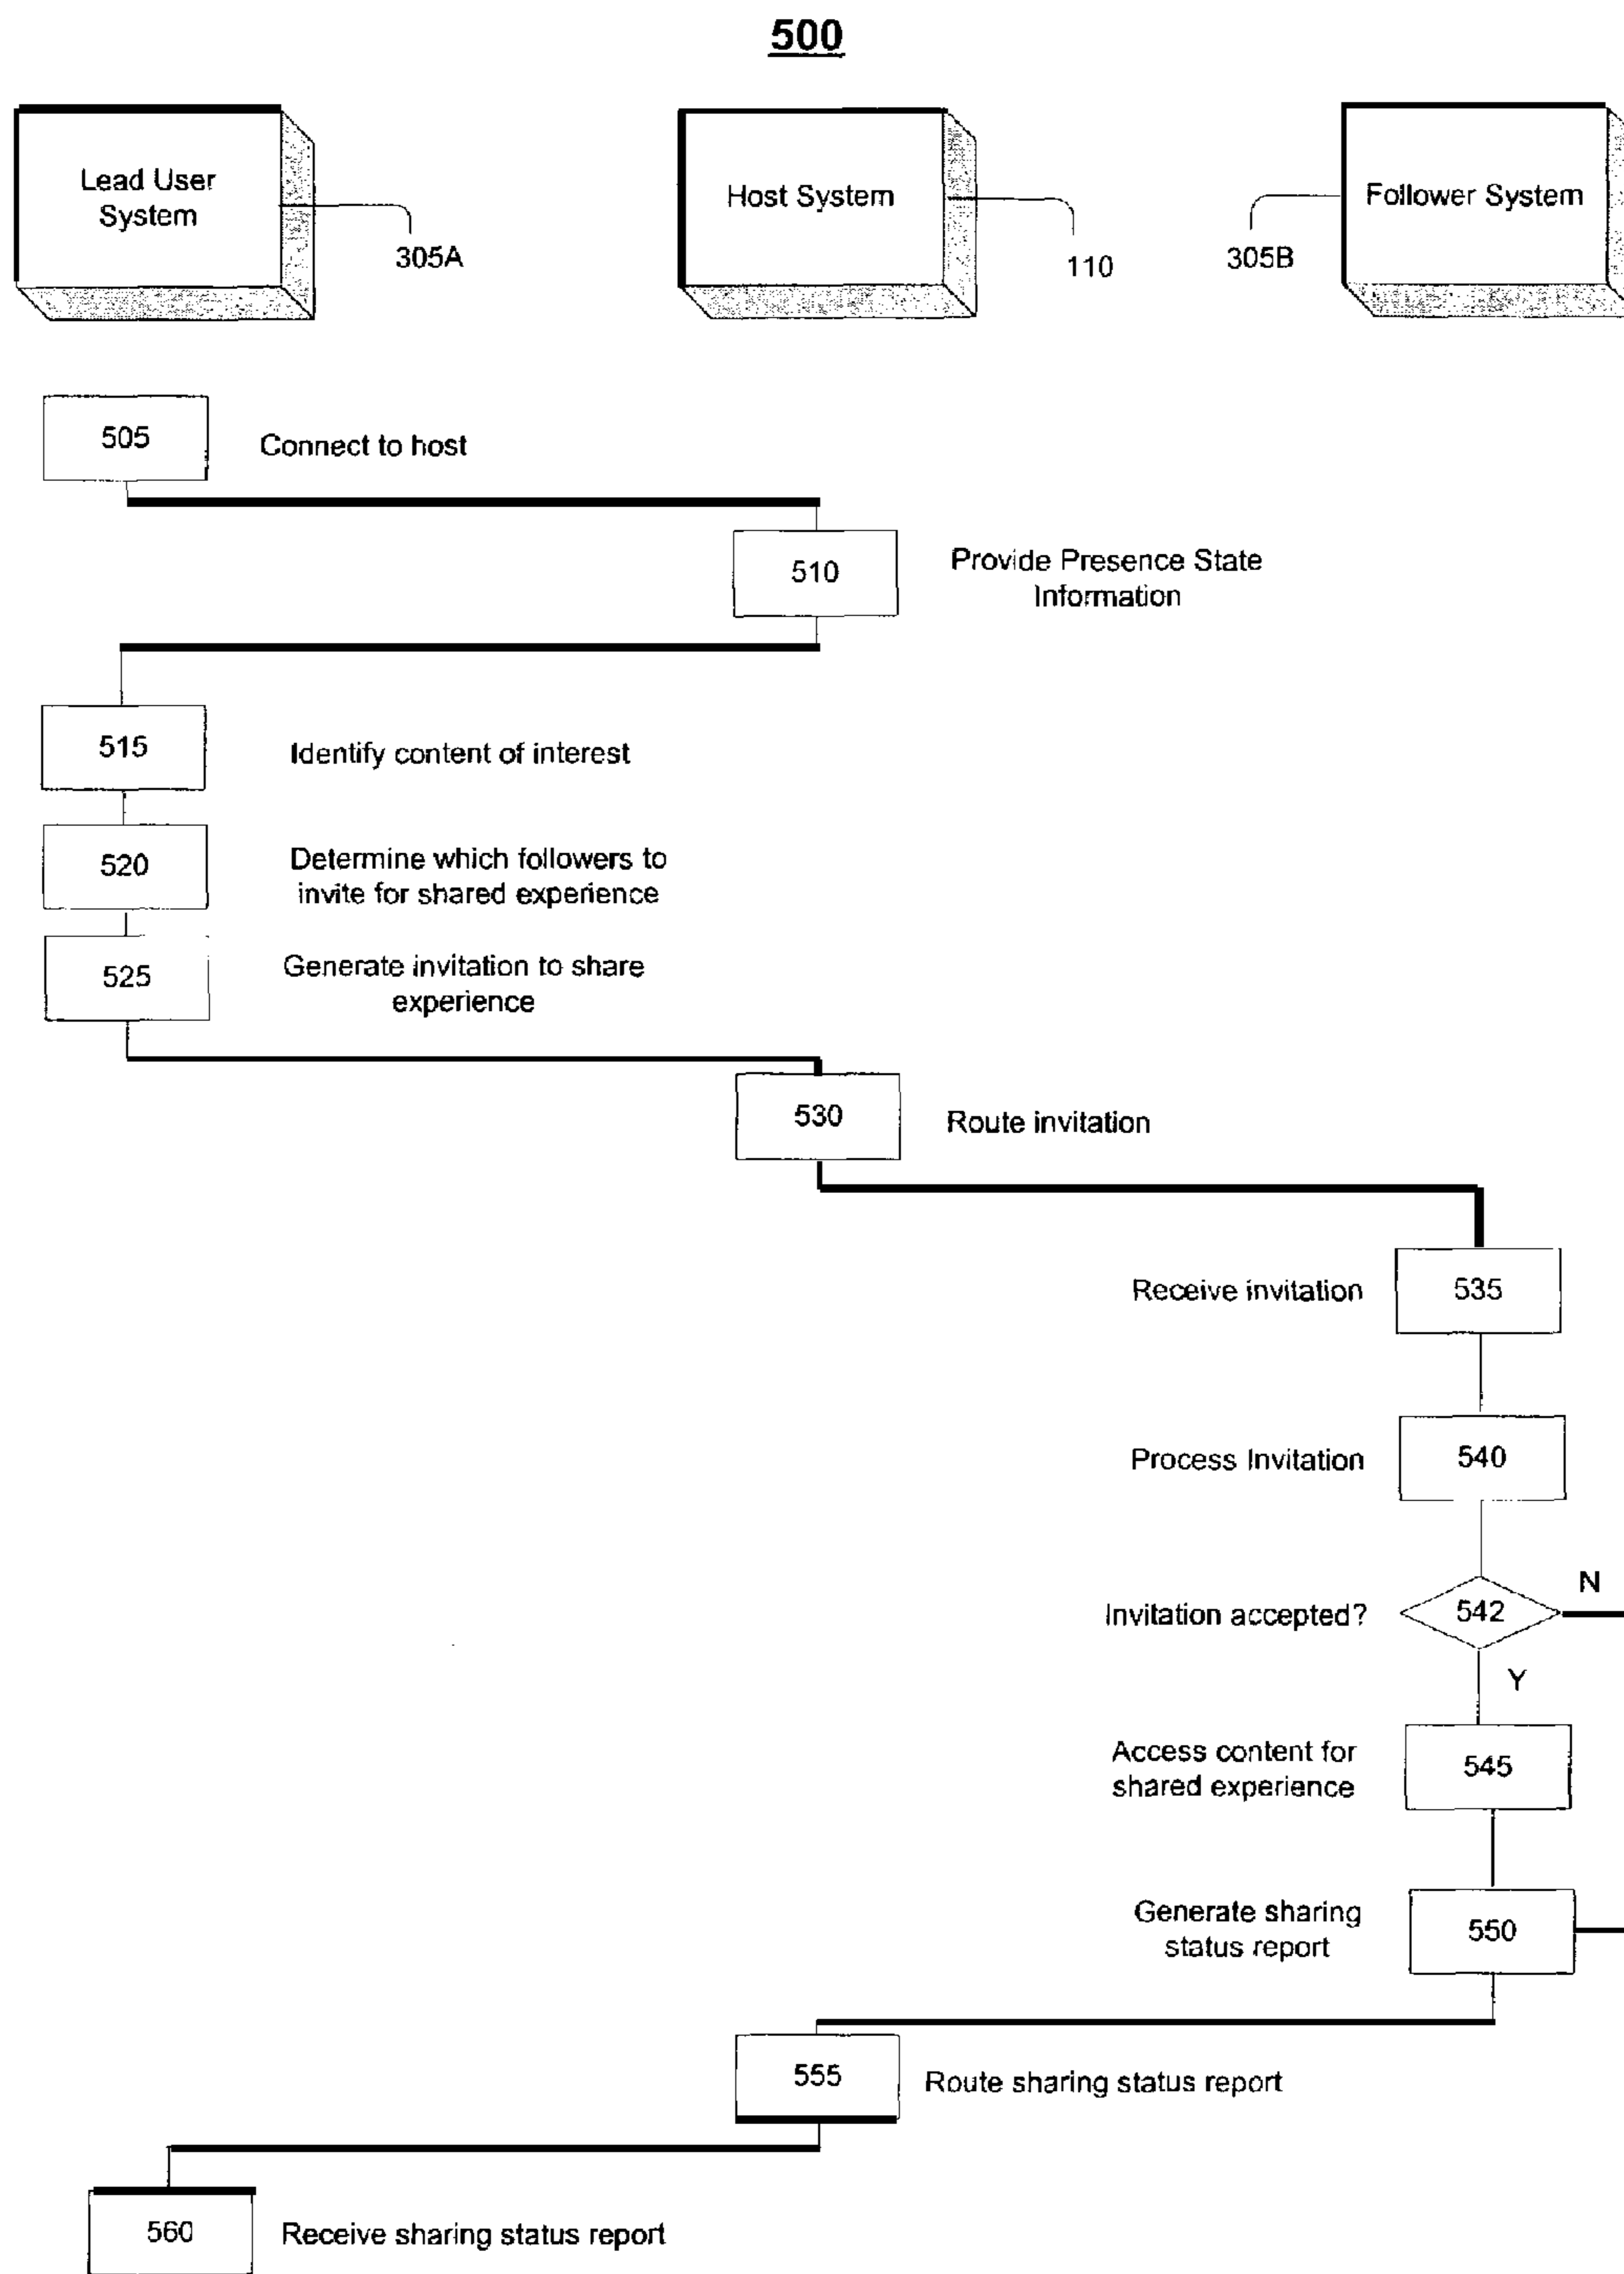 500
Lead User
System
305A
Host System
110
305B
Follower System
505
Connect to host
510
Provide Presence State
Information
515
Identify content of interest
520
Determine which followers to
invite for shared experience
525
Generate invitation to share
experience
530
Route invitation
Receive invitation
535
Process Invitation
540
Invitation accepted?
542
N
Y
Access content for
shared experience
545
Generate sharing
status report
550
555
Route sharing status report
560
Receive sharing status report